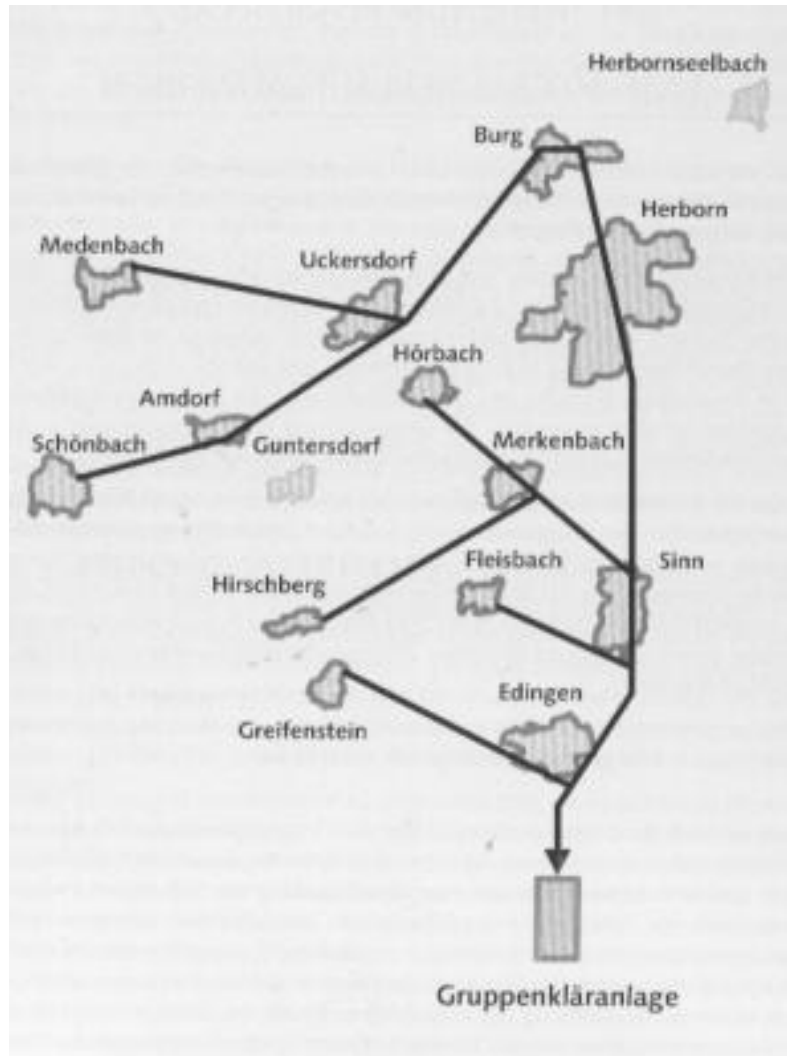 Herbornseelbach
Burg
Herborn
Medenbach
Uckersdorf
Hörbach
Amdorf
Schönbach
Guntersdorf
Merkenbach
Fleisbach
Sinn
Hirschberg
Edingen
Greifenstein
Gruppenkläranlage